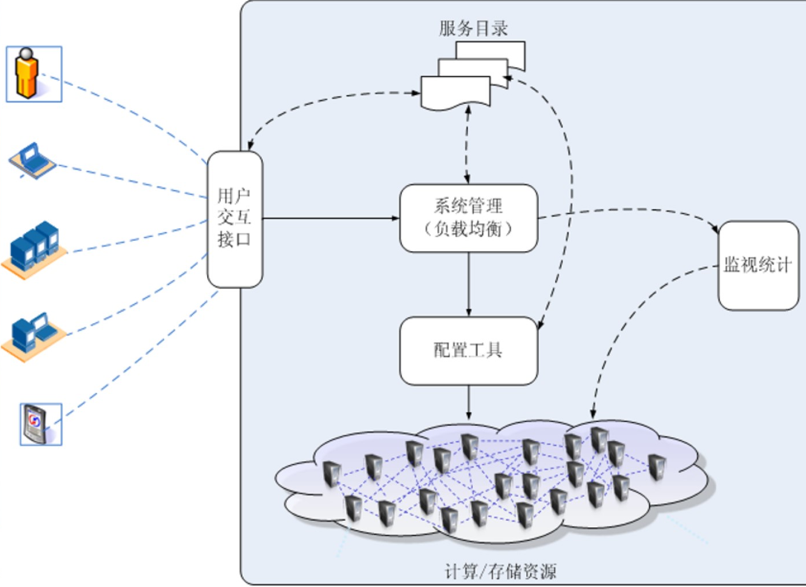 服务目录
用户
交互
接口
系统管理
（负载均衡）
监视统计
配置工具
计算/存储资源